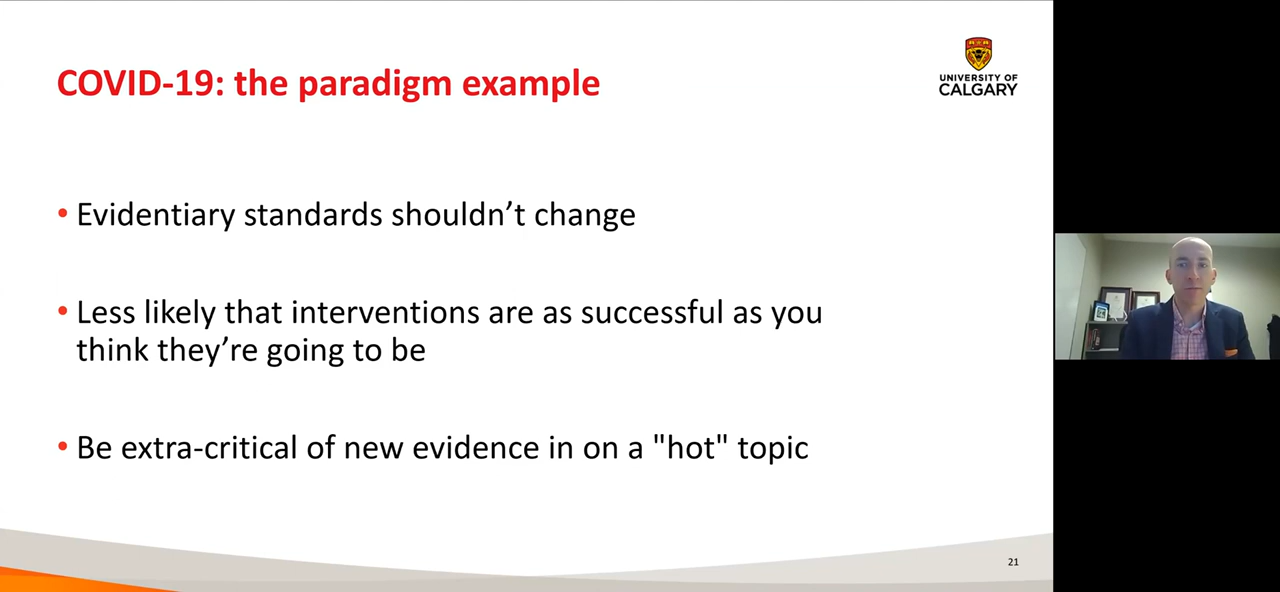 COVID-19: the paradigm example
UNIVERSITY OF
CALGARY
• Evidentiary standards shouldn’t change
• Less likely that interventions are as successful as you
think they’re going to be
• Be extra-critical of new evidence in on a "hot" topic
21